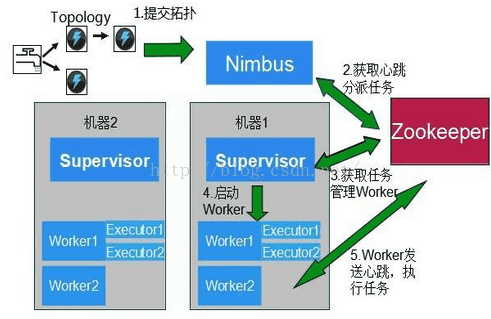 Topology
1.提交拓扑
Nimbus
2.获取心跳
分派任务
机器2
机器1
Zookeeper
Supervisor
Supervisor
http://blog.csdn.net/
3.获取任务
管理Worker
4.启动
Worker
Worker1
Executor1
Executor2
Worker2
Worker1
Executor1
Executor2
Worker2
5.Worker发
送心跳，执
行任务